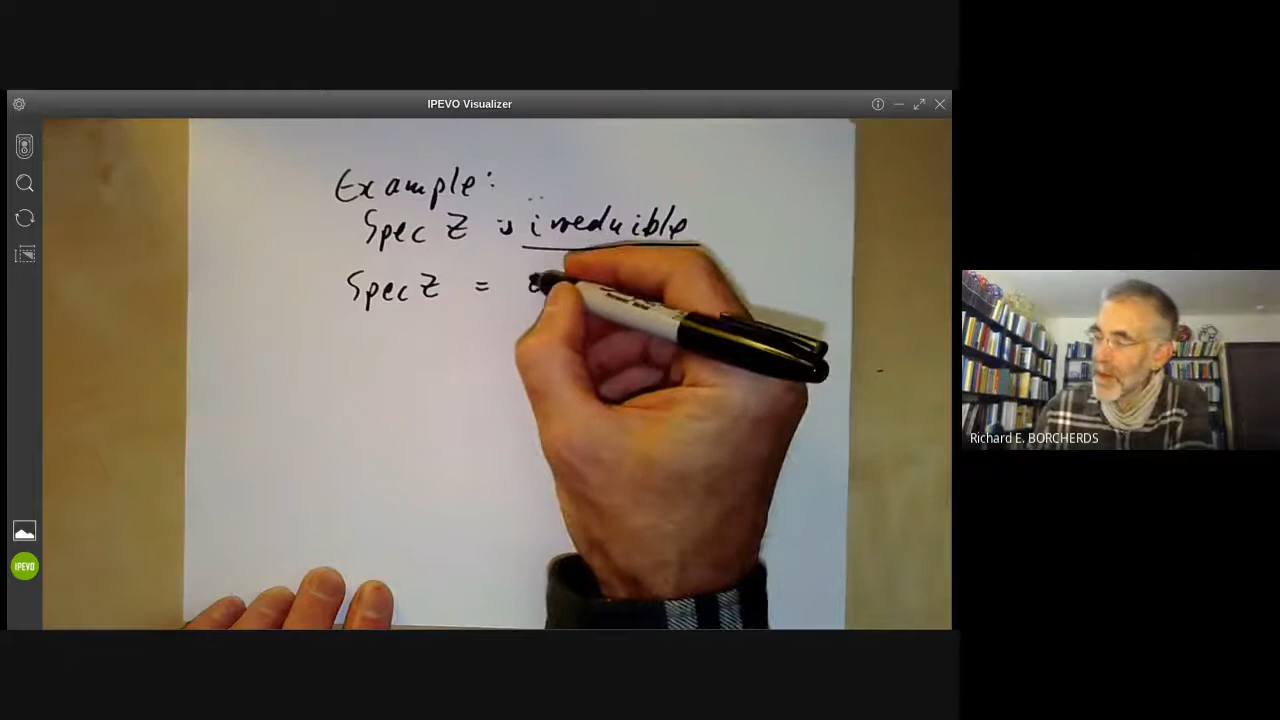 IPEVO Visualizer
Example:
Spec Z is irreducible
Spec Z =
IPEVO
Richard E. BORCHERDS